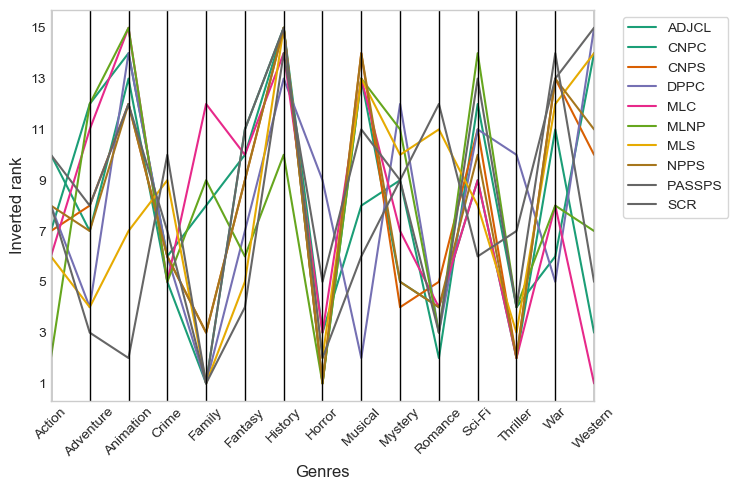 15
13
11
9
7
5
3
1
Inverted rank
Action
Adventure
Animation
Crime
Family
Fantasy
History
Horror
Musical
Mystery
Romance
Sci-Fi
Thriller
War
Western
Genres
ADJCL
CNPC
CNPS
DPPC
MLC
MLNP
MLS
NPPS
PASSPS
SCR